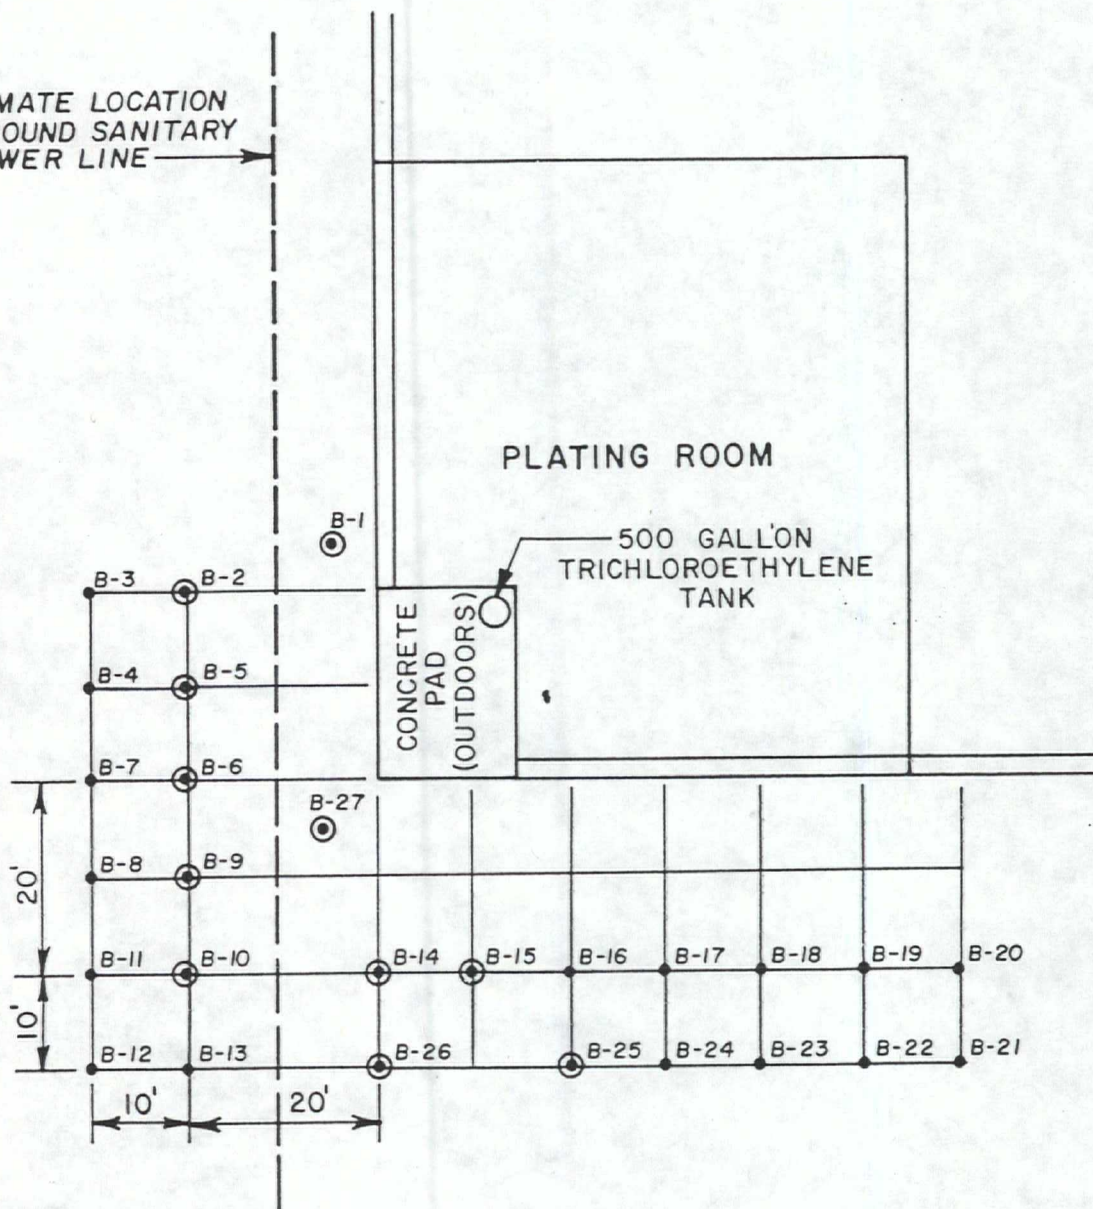 MATE LOCATION
OUND SANITARY
WER LINE
PLATING ROOM
B-1
500 GALLON
TRICHLOROETHYLENE
TANK
B-3
B-2
CONCRETE
PAD
(OUTDOORS)
B-4
B-5
B-7
B-6
B-27
B-8
B-9
20'
B-11
B-10
B-14
B-15
B-16
B-17
B-18
B-19
B-20
10'
B-12
B-13
B-26
B-25
B-24
B-23
B-22
B-21
10'
20'